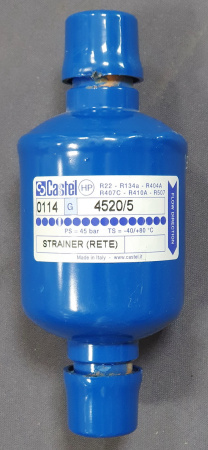 Castel HP R22 - R134a - R404A
R407C - R410A - R507
0114 G 4520/5
PS = 45 bar TS = -40/+80 °C
STRAINER (RETE)
Made in Italy - www.castel.it
FLOW DIRECTION